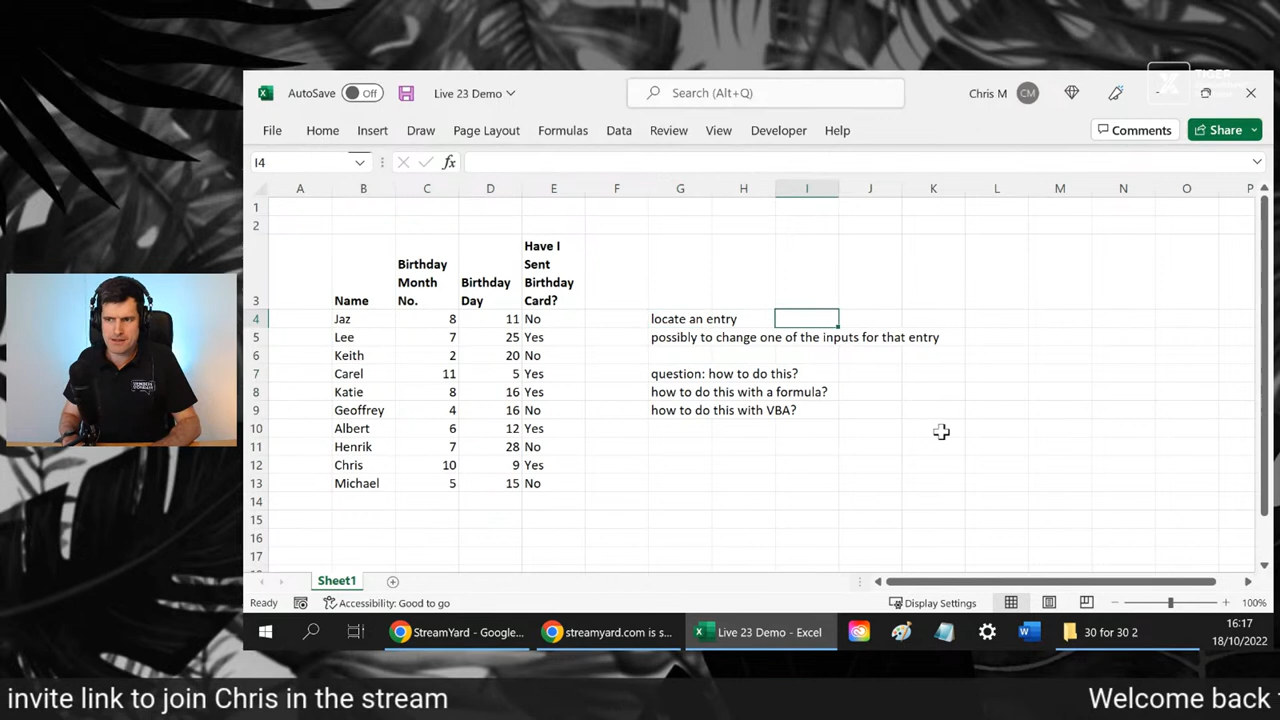 TIGER
AutoSave Off Live 23 Demo Search (Alt+Q) Chris M CM
File Home Insert Draw Page Layout Formulas Data Review View Developer Help Comments Share
I4 fx
A B C D E F G H I J K L M N O P
1
2
3 Name Birthday Month No. Birthday Day Have I Sent Birthday Card?
4 Jaz 8 11 No locate an entry
5 Lee 7 25 Yes possibly to change one of the inputs for that entry
6 Keith 2 20 No
7 Carel 11 5 Yes question: how to do this?
8 Katie 8 16 Yes how to do this with a formula?
9 Geoffrey 4 16 No how to do this with VBA?
10 Albert 6 12 Yes
11 Henrik 7 28 No
12 Chris 10 9 Yes
13 Michael 5 15 No
14
15
16
17
Sheet1
Ready Accessibility: Good to go Display Settings 100%
StreamYard - Google... streamyard.com is s... Live 23 Demo - Excel 30 for 30 2 16:17
18/10/2022
invite link to join Chris in the stream Welcome back